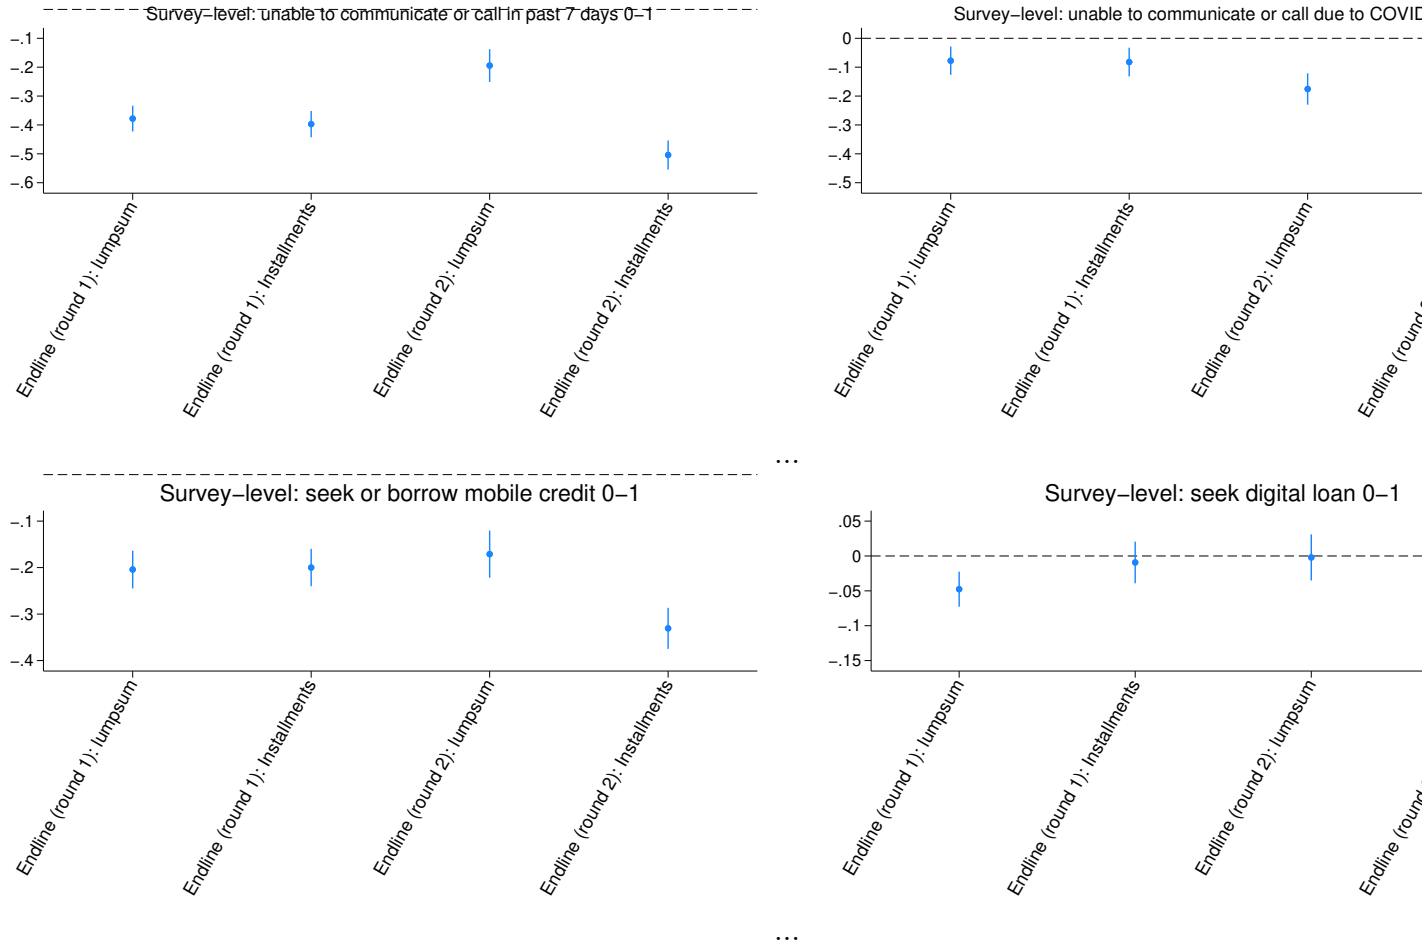 Survey−level: unable to communicate or call in past 7 days 0−1
−.1
−.2
−.3
−.4
−.5
−.6
Endline (round 1): lumpsum
Endline (round 1): Installments
Endline (round 2): lumpsum
Endline (round 2): Installments
Survey−level: unable to communicate or call due to COVID
0
−.1
−.2
−.3
−.4
−.5
Endline (round 1): lumpsum
Endline (round 1): Installments
Endline (round 2): lumpsum
Endline (round
...
Survey−level: seek or borrow mobile credit 0−1
−.1
−.2
−.3
−.4
Endline (round 1): lumpsum
Endline (round 1): Installments
Endline (round 2): lumpsum
Endline (round 2): Installments
Survey−level: seek digital loan 0−1
.05
0
−.05
−.1
−.15
Endline (round 1): lumpsum
Endline (round 1): Installments
Endline (round 2): lumpsum
Endline (round
...